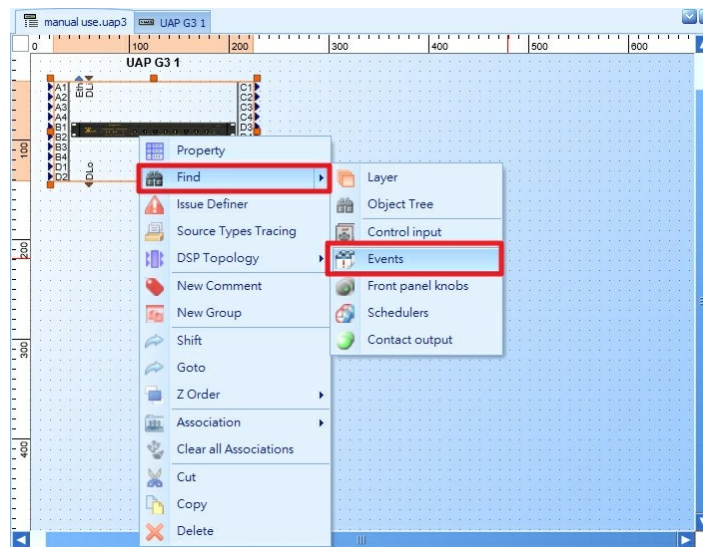 manual use.uap3
UAP G3 1
0 100 200 300 400 500 600
UAP G3 1
A1
A2
A3
A4
B1
B2
B3
B4
D1
D2
Eth
DLi
DLo
C1
C2
C3
C4
D3
100
200
300
400
Property
Find
Issue Definer
Source Types Tracing
DSP Topology
New Comment
New Group
Shift
Goto
Z Order
Association
Clear all Associations
Cut
Copy
Delete
Layer
Object Tree
Control input
Events
Front panel knobs
Schedulers
Contact output